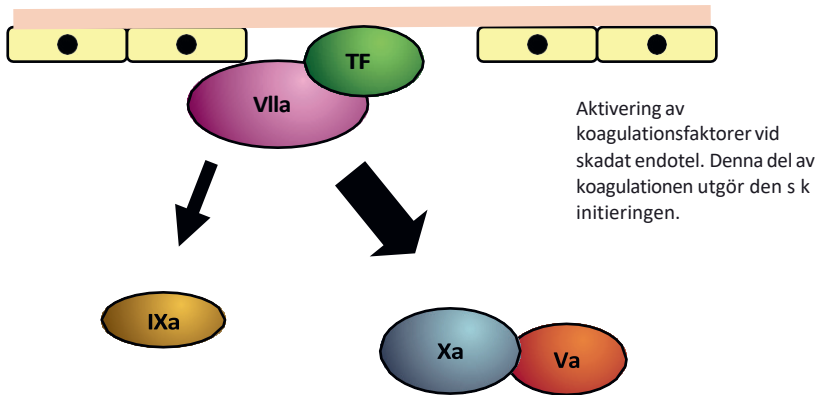 TF
VIIa
Aktivering av
koagulationsfaktorer vid
skadat endotel. Denna del av
koagulationen utgör den s k
initieringen.
IXa
Xa
Va